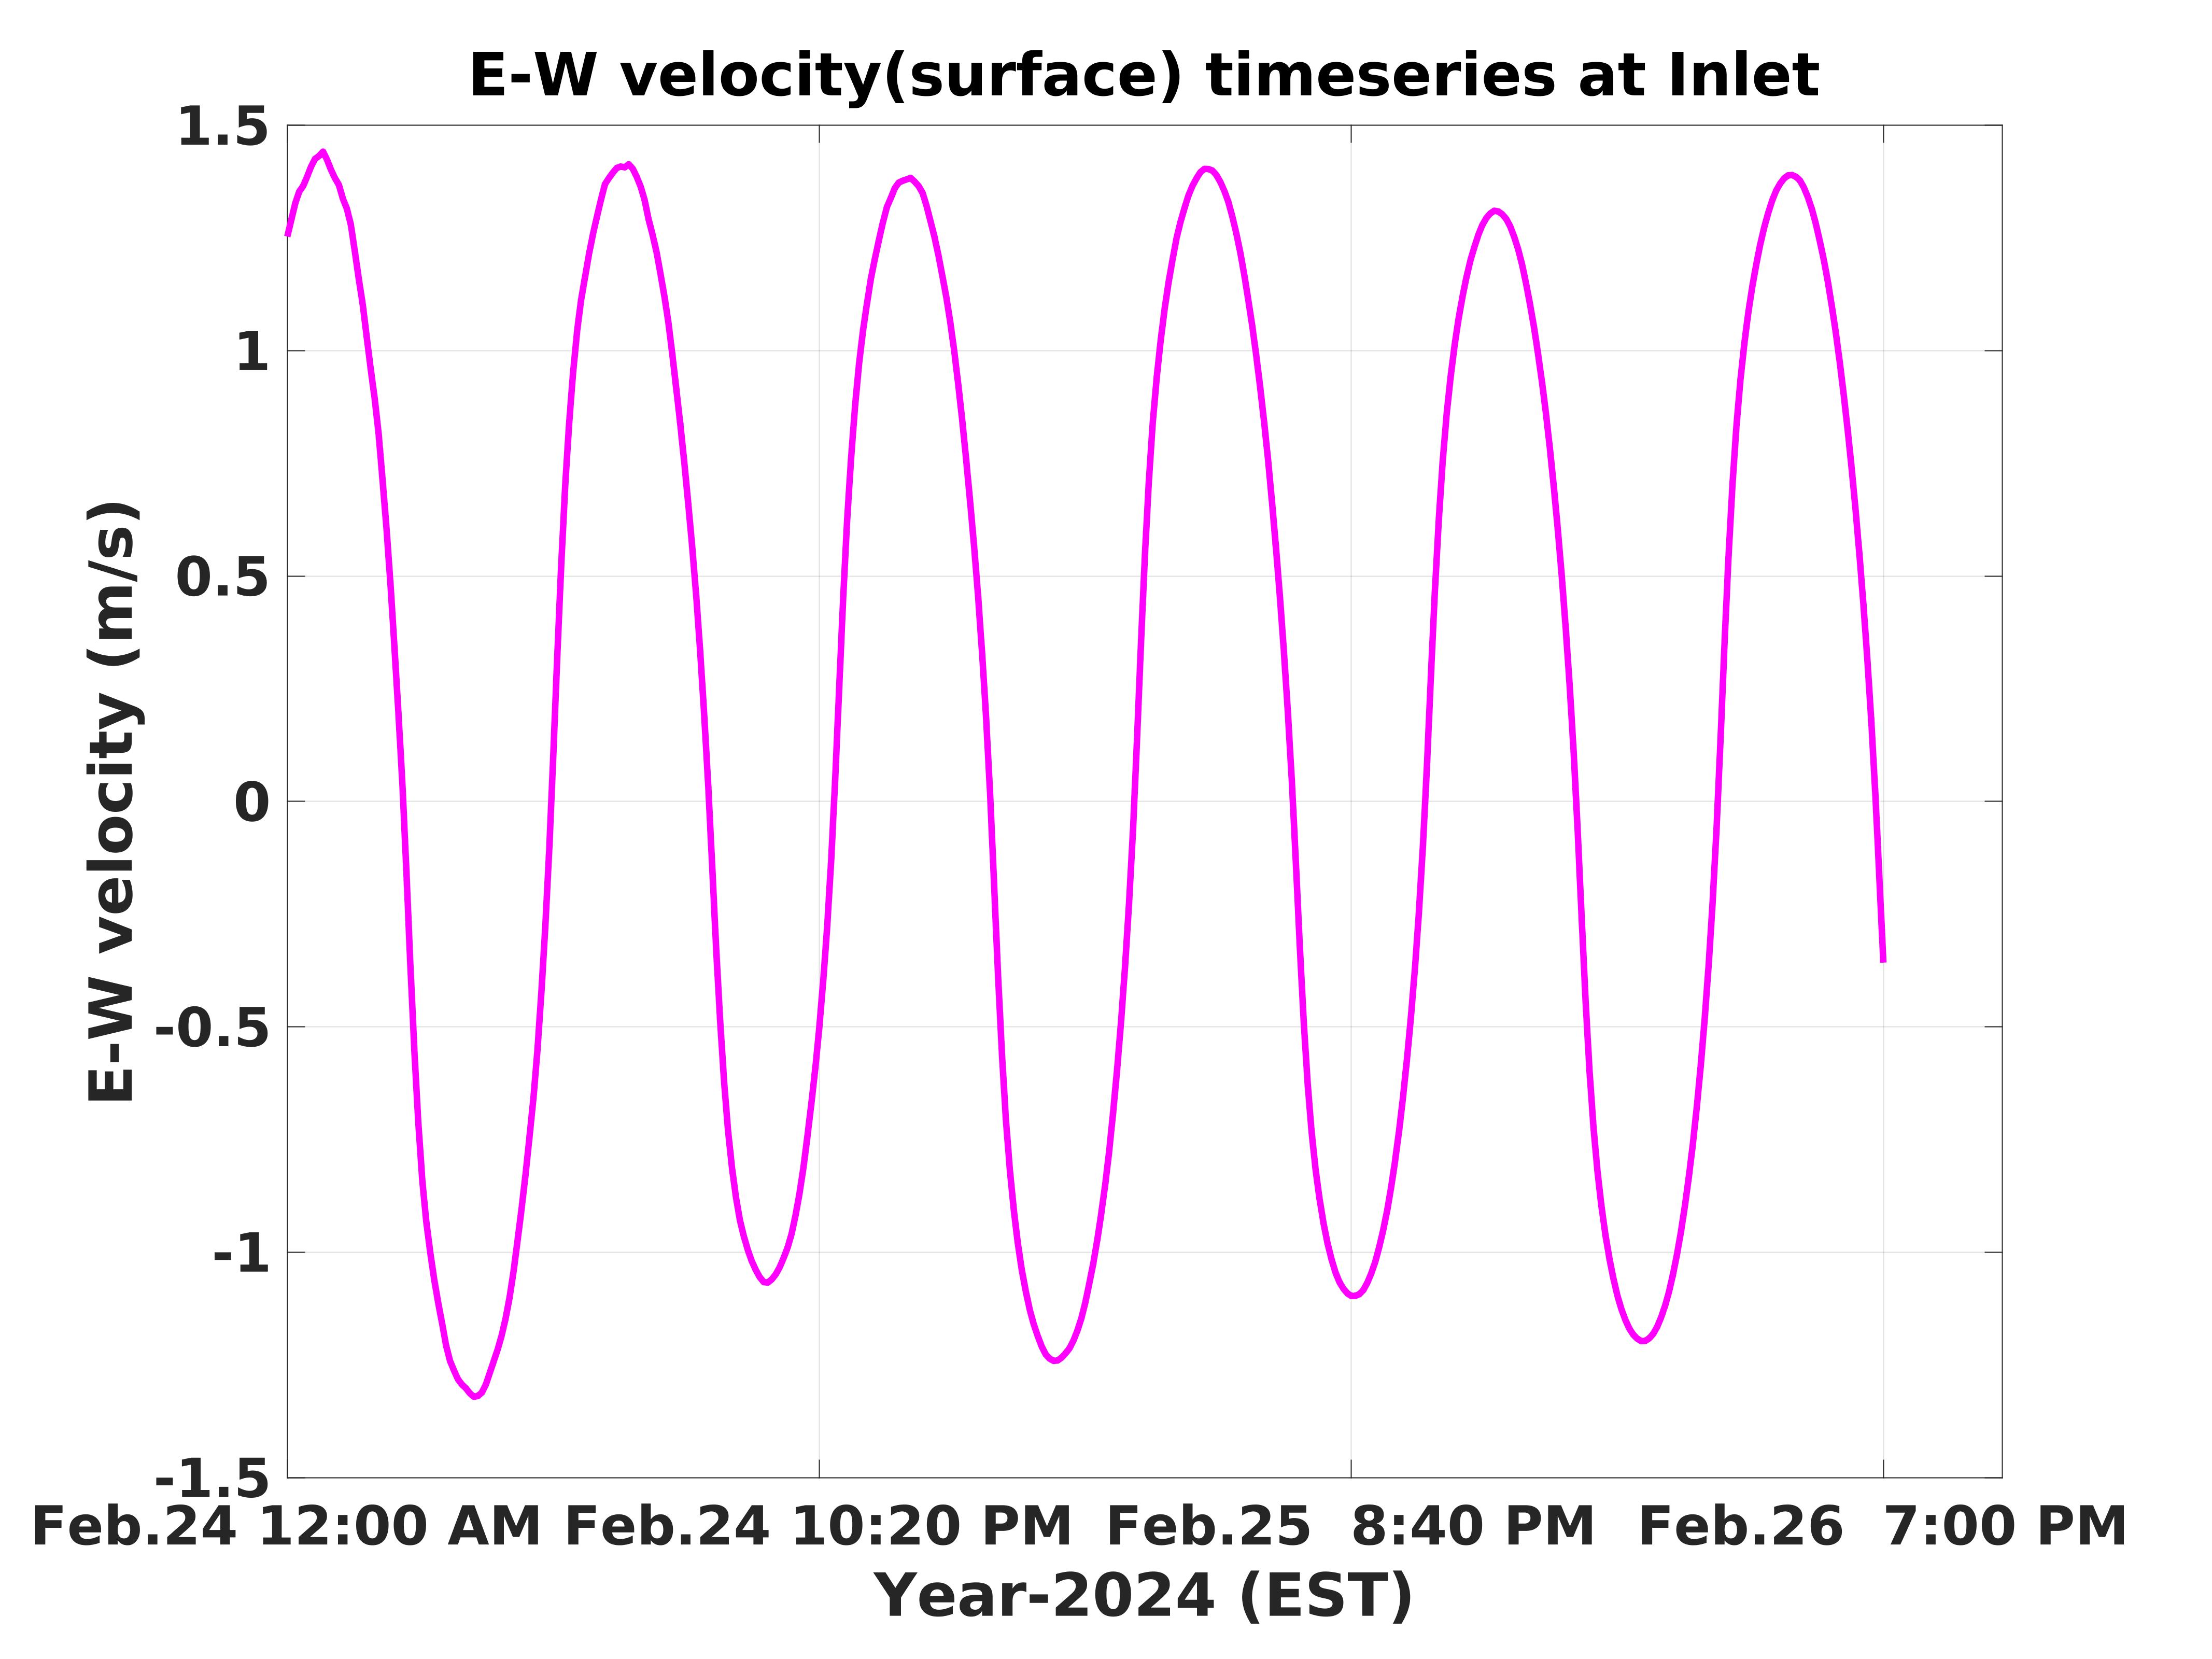 E-W velocity(surface) timeseries at Inlet
E-W velocity (m/s)
1.5
1
0.5
0
-0.5
-1
-1.5
Feb.24 12:00 AM Feb.24 10:20 PM Feb.25 8:40 PM Feb.26 7:00 PM
Year-2024 (EST)